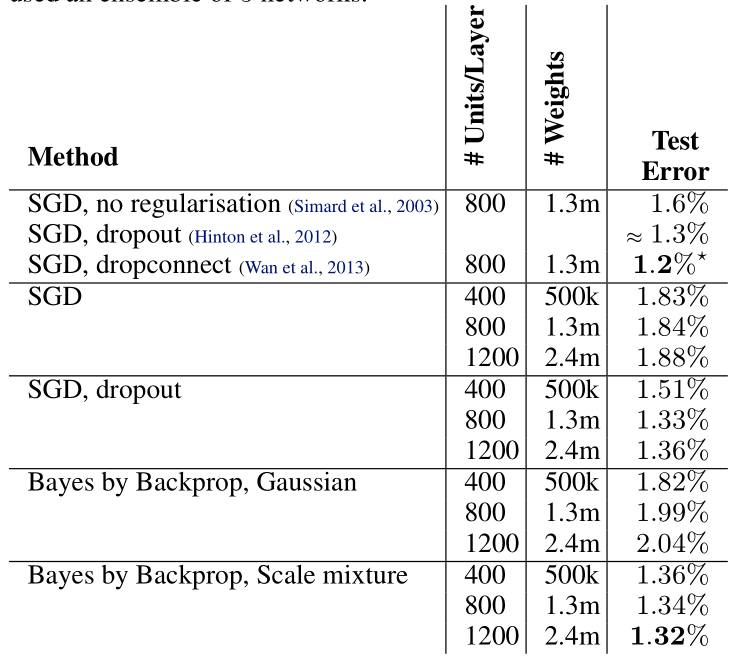 used an ensemble of 5 networks.
Method # Units/Layer # Weights Test Error
SGD, no regularisation (Simard et al., 2003) 800 1.3m 1.6%
SGD, dropout (Hinton et al., 2012) ≈ 1.3%
SGD, dropconnect (Wan et al., 2013) 800 1.3m 1.2%⋆
SGD 400 500k 1.83%
800 1.3m 1.84%
1200 2.4m 1.88%
SGD, dropout 400 500k 1.51%
800 1.3m 1.33%
1200 2.4m 1.36%
Bayes by Backprop, Gaussian 400 500k 1.82%
800 1.3m 1.99%
1200 2.4m 2.04%
Bayes by Backprop, Scale mixture 400 500k 1.36%
800 1.3m 1.34%
1200 2.4m 1.32%